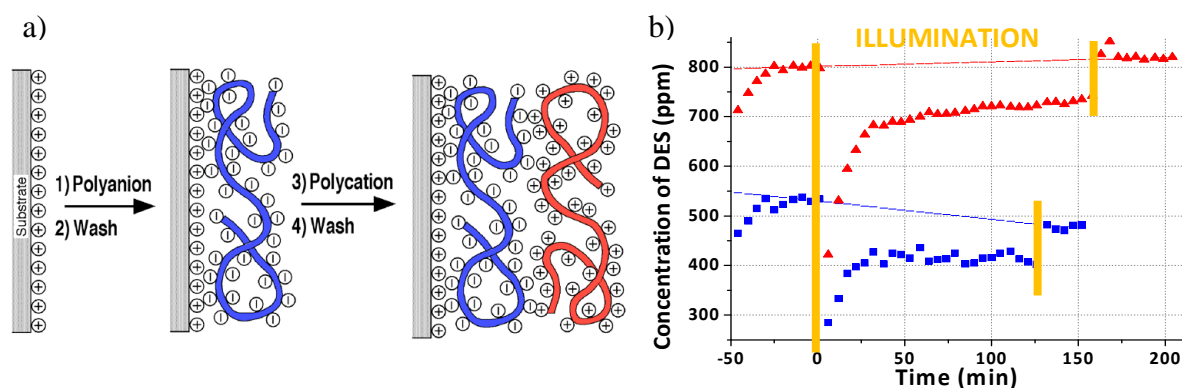 a)
Substrate
1) Polyanion
2) Wash
3) Polycation
4) Wash
b)
ILLUMINATION
Concentration of DES (ppm)
800
700
600
500
400
300
-50
0
50
100
150
200
Time (min)